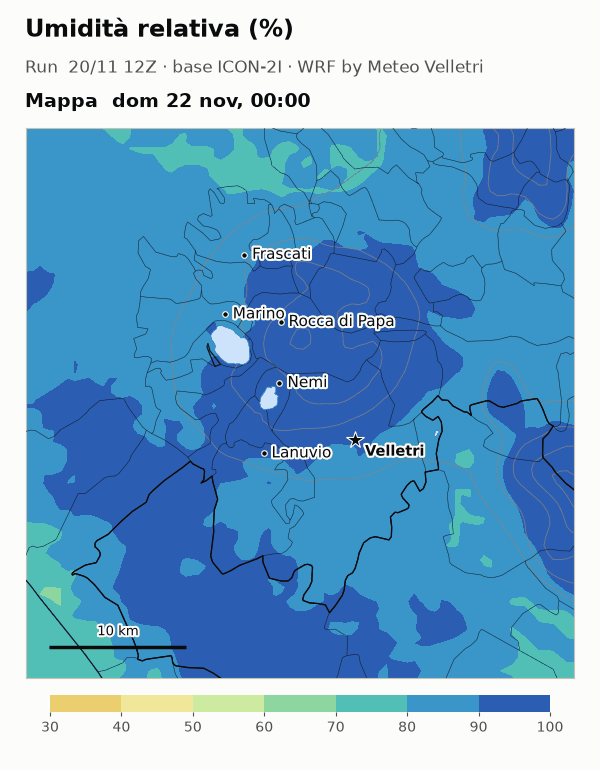 Umidità relativa (%)
Run  20/11 12Z · base ICON-2I · WRF by Meteo Velletri
Mappa  dom 22 nov, 00:00
Frascati
Marino
Rocca di Papa
Nemi
Velletri
Lanuvio
10 km
30 40 50 60 70 80 90 100